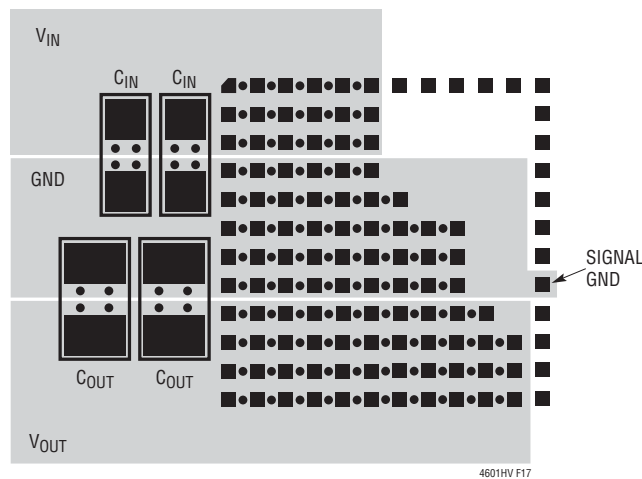 VIN
CIN CIN
GND
SIGNAL
GND
COUT COUT
VOUT
4601HV F17